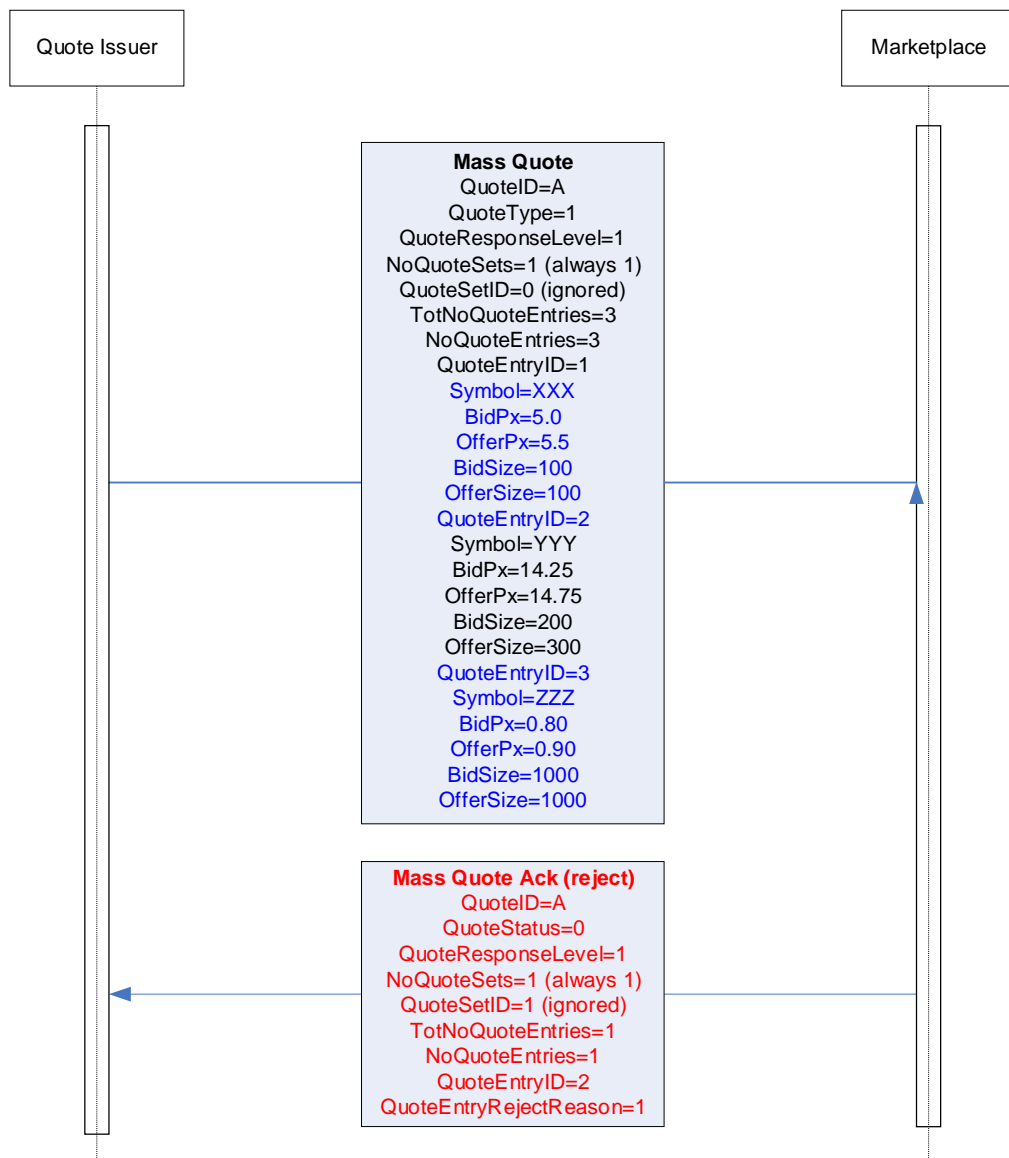 Quote Issuer
Marketplace
Mass Quote
QuoteID=A
QuoteType=1
QuoteResponseLevel=1
NoQuoteSets=1 (always 1)
QuoteSetID=0 (ignored)
TotNoQuoteEntries=3
NoQuoteEntries=3
QuoteEntryID=1
Symbol=XXX
BidPx=5.0
OfferPx=5.5
BidSize=100
OfferSize=100
QuoteEntryID=2
Symbol=YYY
BidPx=14.25
OfferPx=14.75
BidSize=200
OfferSize=300
QuoteEntryID=3
Symbol=ZZZ
BidPx=0.80
OfferPx=0.90
BidSize=1000
OfferSize=1000
Mass Quote Ack (reject)
QuoteID=A
QuoteStatus=0
QuoteResponseLevel=1
NoQuoteSets=1 (always 1)
QuoteSetID=1 (ignored)
TotNoQuoteEntries=1
NoQuoteEntries=1
QuoteEntryID=2
QuoteEntryRejectReason=1